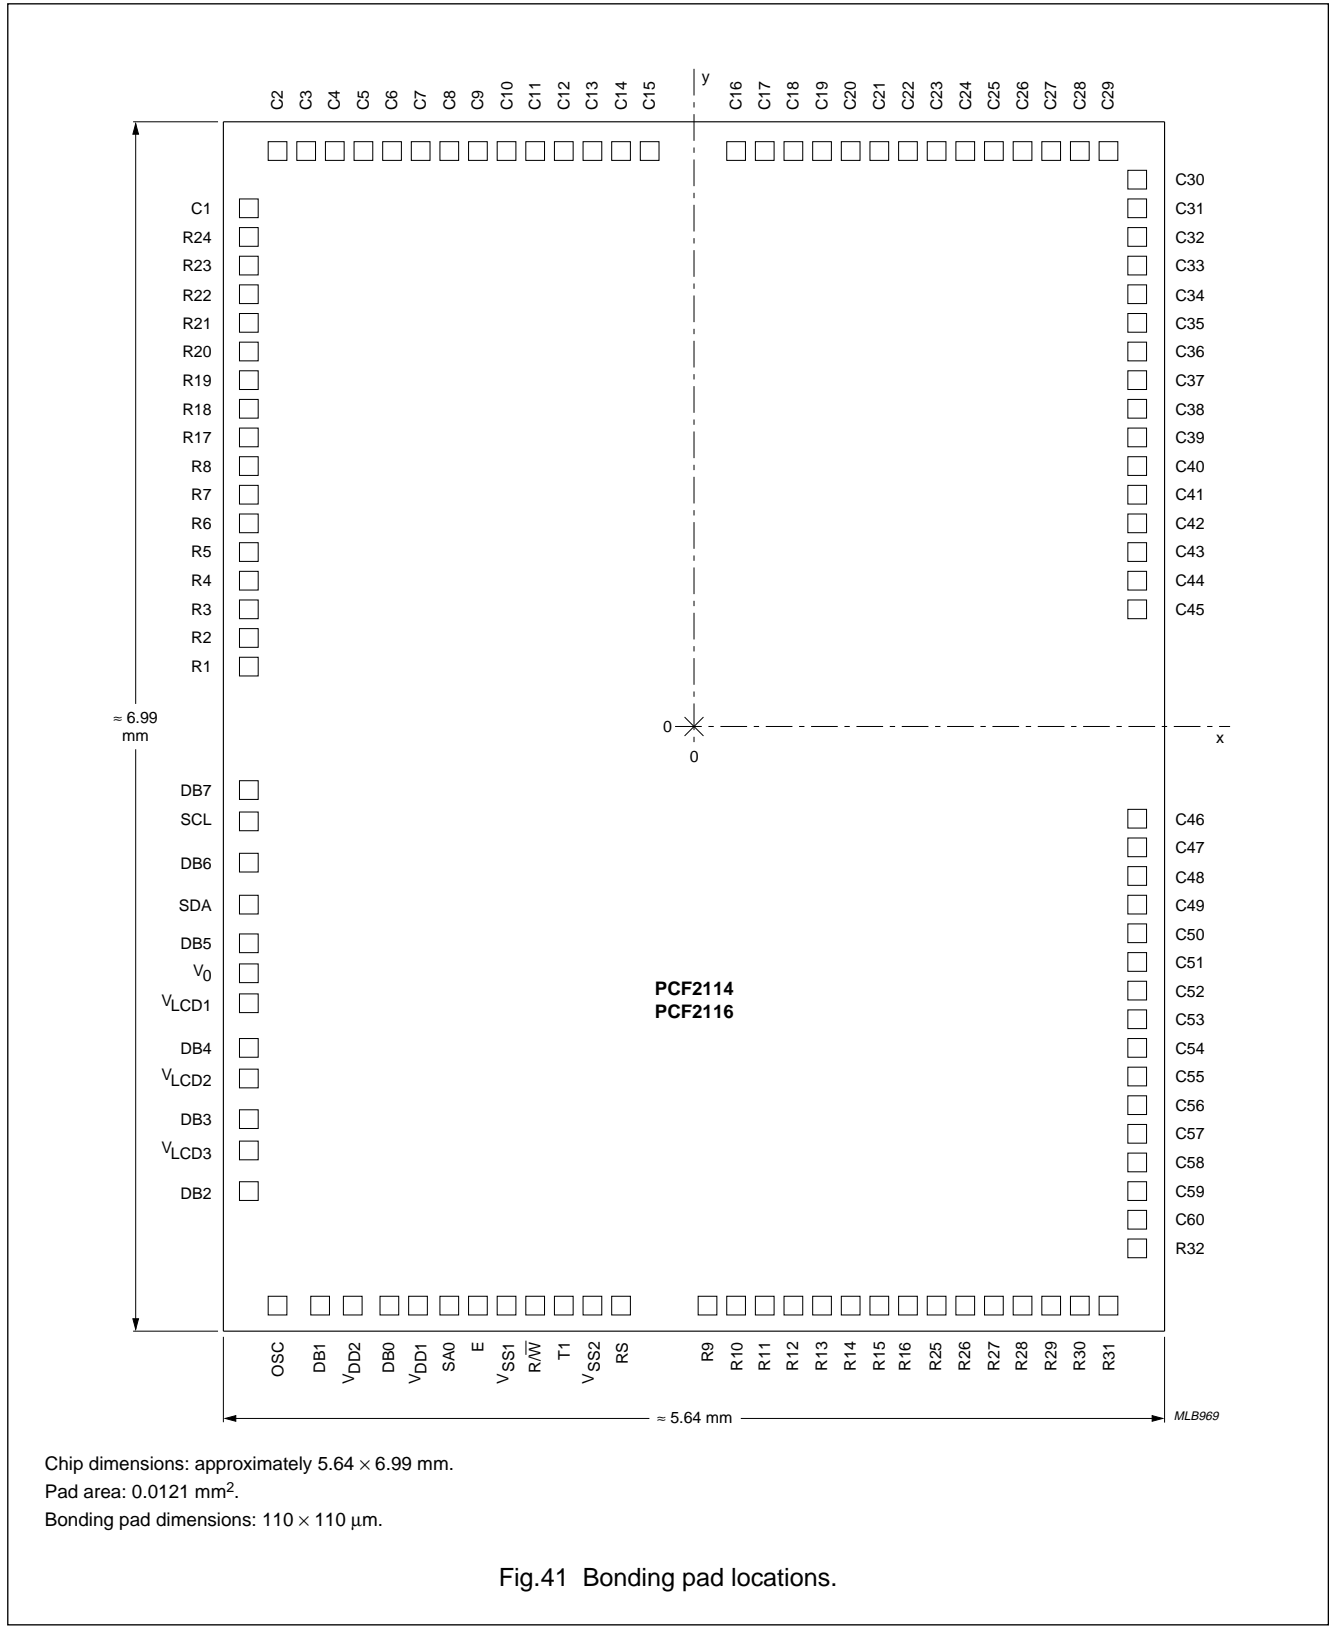 C2 C3 C4 C5 C6 C7 C8 C9 C10 C11 C12 C13 C14 C15 y C16 C17 C18 C19 C20 C21 C22 C23 C24 C25 C26 C27 C28 C29
C30
C1 C31
R24 C32
R23 C33
R22 C34
R21 C35
R20 C36
R19 C37
R18 C38
R17 C39
R8 C40
R7 C41
R6 C42
R5 C43
R4 C44
R3 C45
R2
R1
≈ 6.99
mm
0
x
0
DB7
SCL C46
C47
DB6
C48
SDA C49
DB5 C50
V0 C51
PCF2114
C52
VLCD1
PCF2116
C53
DB4 C54
VLCD2 C55
C56
DB3
C57
VLCD3
C58
DB2 C59
C60
R32
OSC DB1 VDD2 DB0 VDD1 SA0 E VSS1 R/W̅ T1 VSS2 RS R9 R10 R11 R12 R13 R14 R15 R16 R25 R26 R27 R28 R29 R30 R31
≈ 5.64 mm
MLB969
Chip dimensions: approximately 5.64 × 6.99 mm.
Pad area: 0.0121 mm².
Bonding pad dimensions: 110 × 110 µm.
Fig.41 Bonding pad locations.